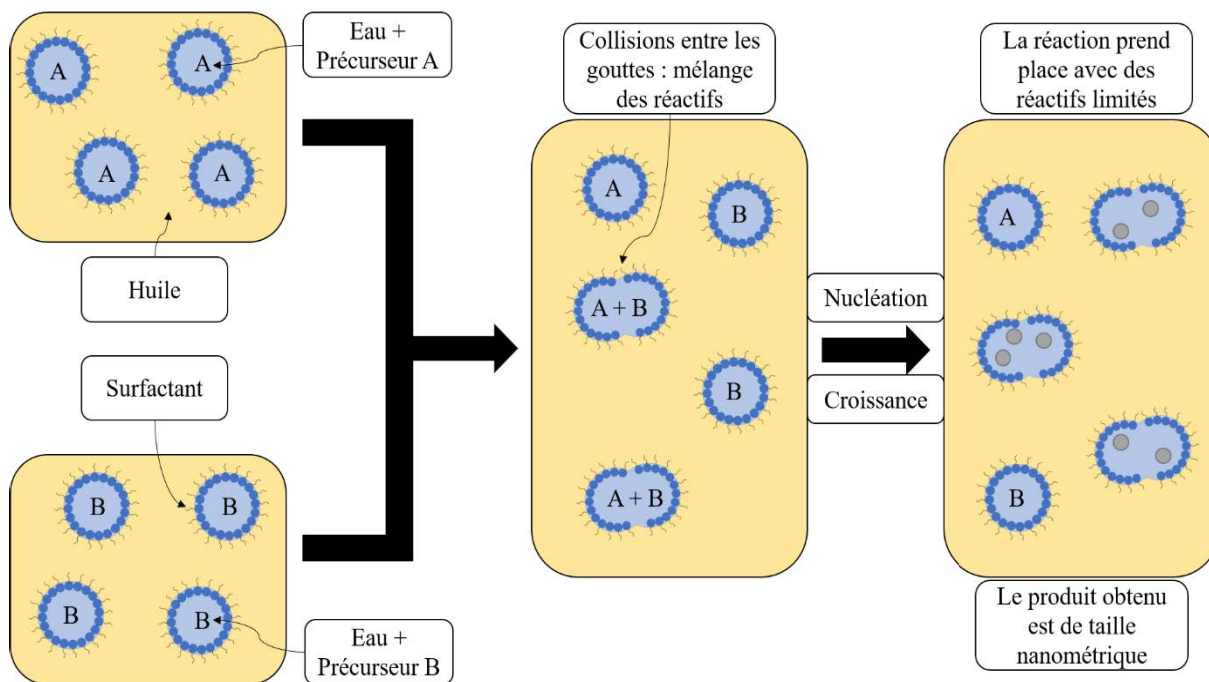 A
A
A
A
Eau +
Précurseur A
Huile
Surfactant
B
B
B
B
Eau +
Précurseur B
Collisions entre les
gouttes : mélange
des réactifs
A
B
A + B
B
A + B
Nucléation
Croissance
La réaction prend
place avec des
réactifs limités
A
B
Le produit obtenu
est de taille
nanométrique